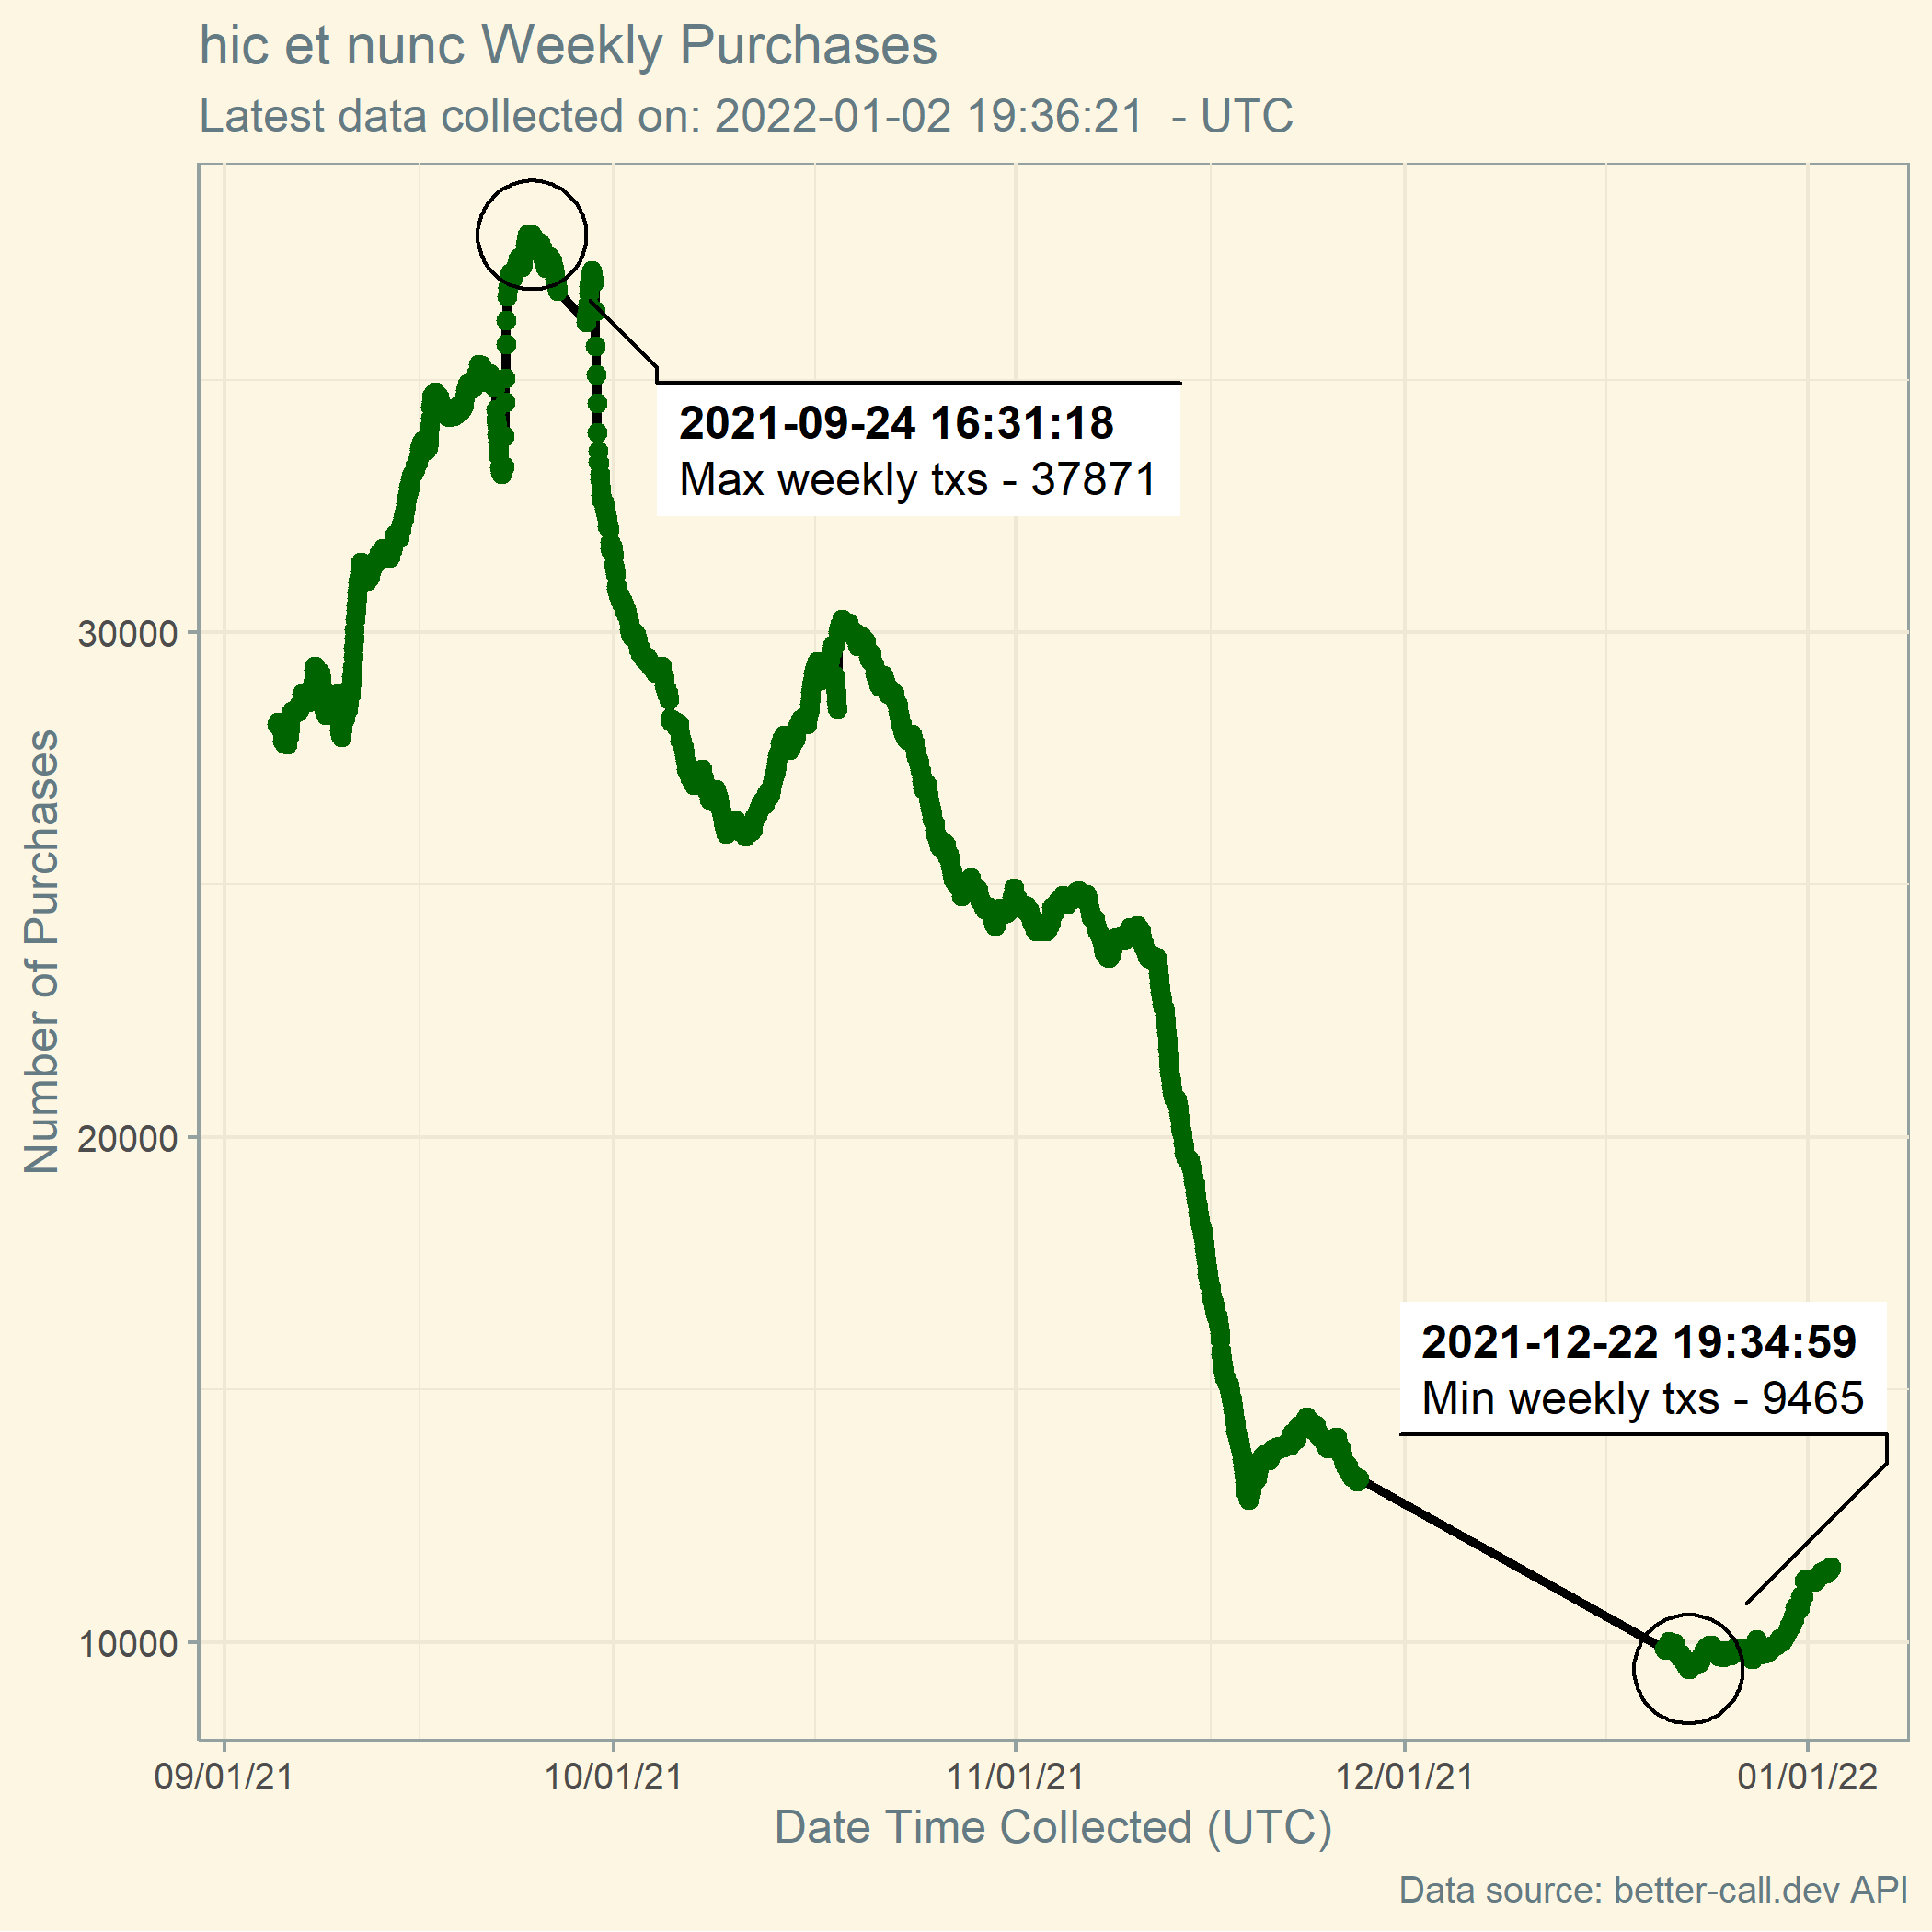 hic et nunc Weekly Purchases
Latest data collected on: 2022-01-02 19:36:21  - UTC
2021-09-24 16:31:18
Max weekly txs - 37871
30000
20000
10000
Number of Purchases
2021-12-22 19:34:59
Min weekly txs - 9465
09/01/21
10/01/21
11/01/21
12/01/21
01/01/22
Date Time Collected (UTC)
Data source: better-call.dev API